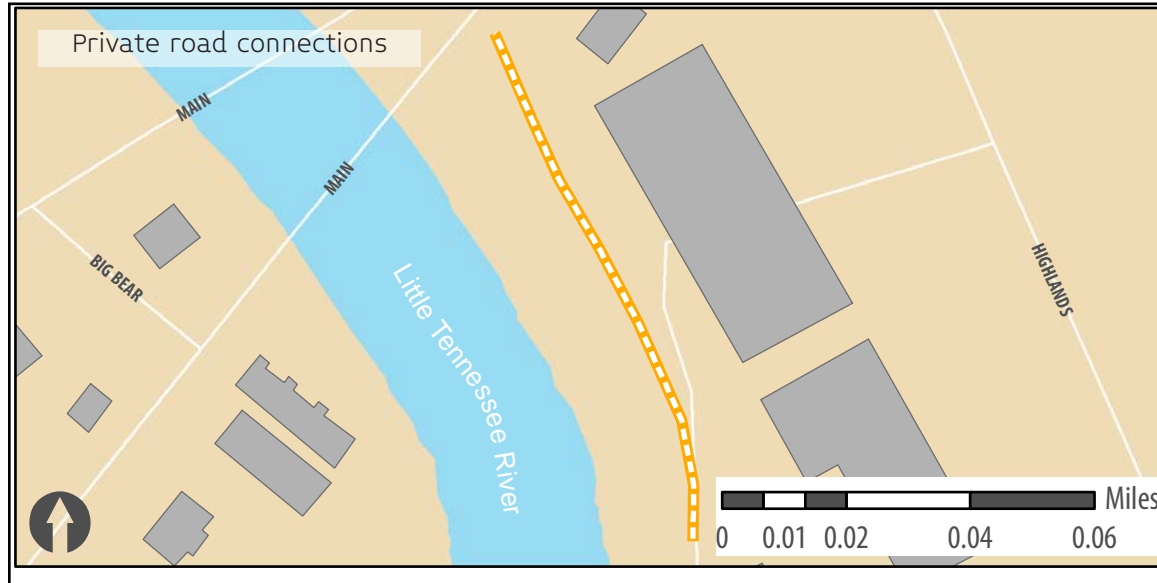 Private road connections
MAIN
MAIN
BIG BEAR
HIGHLANDS
Little Tennessee River
Miles
0 0.01 0.02 0.04 0.06